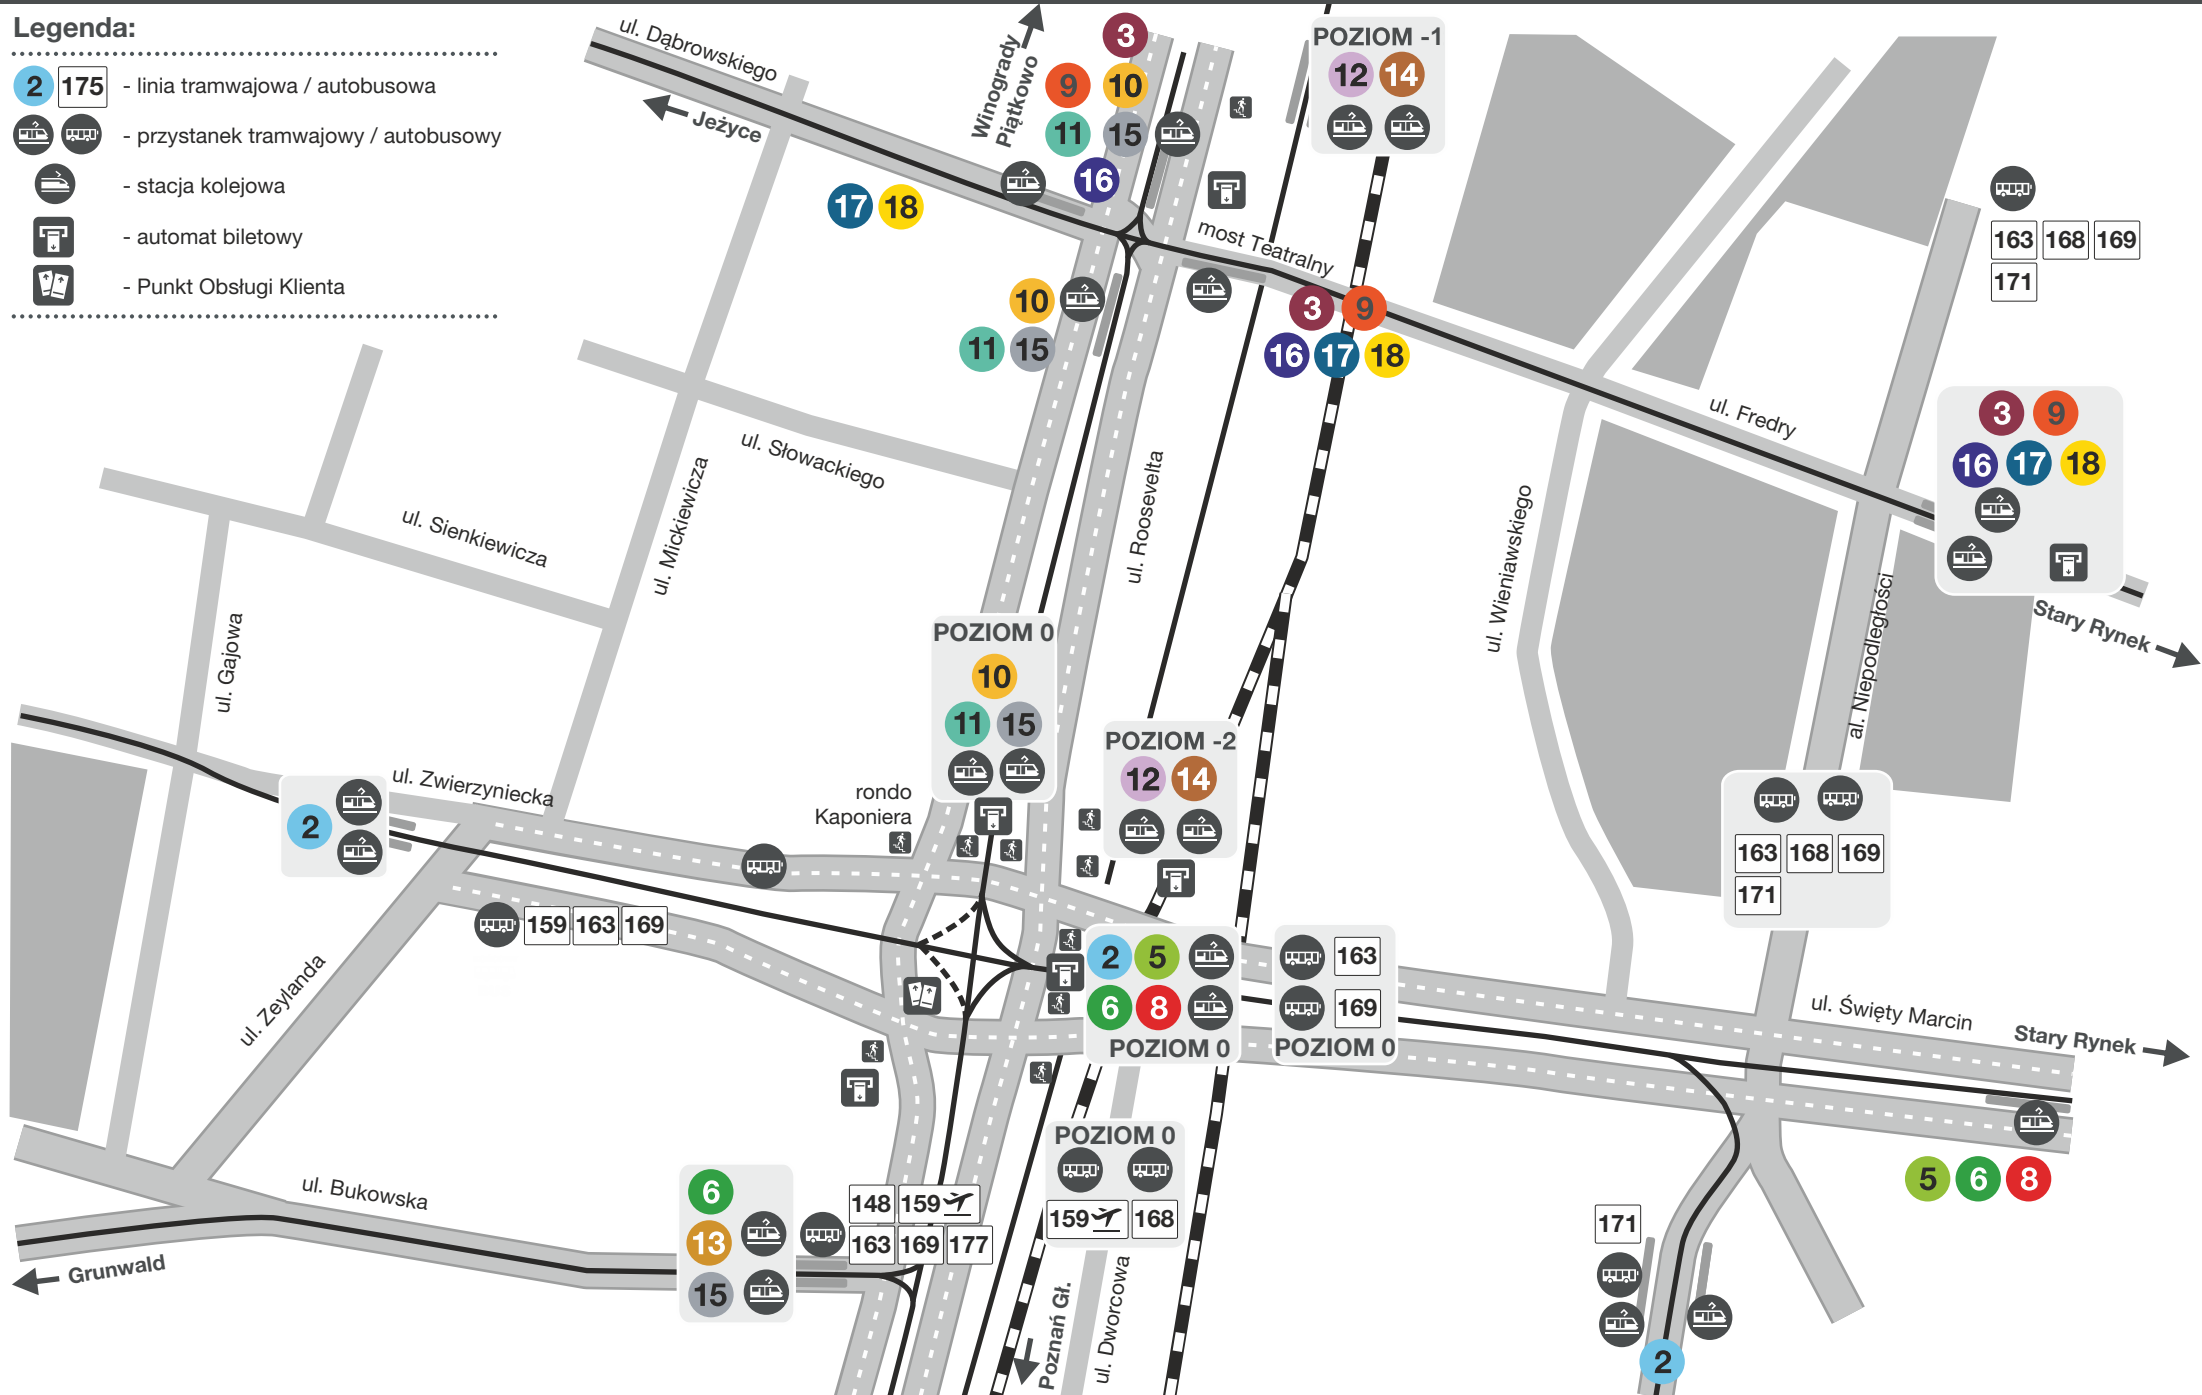 Legenda:
2 175 - linia tramwajowa / autobusowa
- przystanek tramwajowy / autobusowy
- stacja kolejowa
- automat biletowy
- Punkt Obsługi Klienta
ul. Dąbrowskiego
Jeżyce
Winogrady
Piątkowo
3
9 10
11 15
16
17 18
POZIOM -1
12 14
most Teatralny
10
11 15
3 9
16 17 18
163 168 169
171
ul. Fredry
3 9
16 17 18
Stary Rynek
ul. Słowackiego
ul. Sienkiewicza
ul. Mickiewicza
ul. Roosevelta
ul. Wieniawskiego
al. Niepodległości
ul. Gajowa
POZIOM 0
10
11 15
POZIOM -2
12 14
rondo
Kaponiera
ul. Zwierzyniecka
2
163 168 169
171
159 163 169
2 5
6 8
POZIOM 0
163
169
POZIOM 0
ul. Święty Marcin
Stary Rynek
ul. Zeylanda
ul. Bukowska
Grunwald
6
13
15
148 159
163 169 177
POZIOM 0
159 168
Poznań Gł.
ul. Dworcowa
5 6 8
171
2